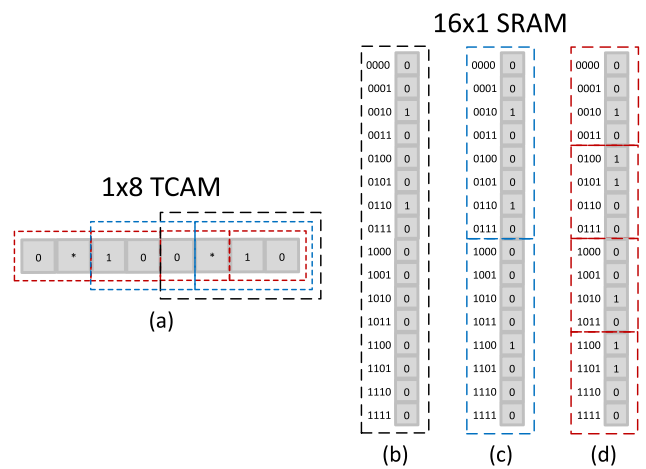 16x1 SRAM
1x8 TCAM
0 * 1 0 0 * 1 0
(a)
0000 0 0000 0 0000 0
0001 0 0001 0 0001 0
0010 1 0010 1 0010 1
0011 0 0011 0 0011 0
0100 0 0100 0 0100 1
0101 0 0101 0 0101 1
0110 1 0110 1 0110 0
0111 0 0111 0 0111 0
1000 0 1000 0 1000 0
1001 0 1001 0 1001 0
1010 0 1010 0 1010 1
1011 0 1011 0 1011 0
1100 0 1100 1 1100 1
1101 0 1101 0 1101 1
1110 0 1110 0 1110 0
1111 0 1111 0 1111 0
(b) (c) (d)